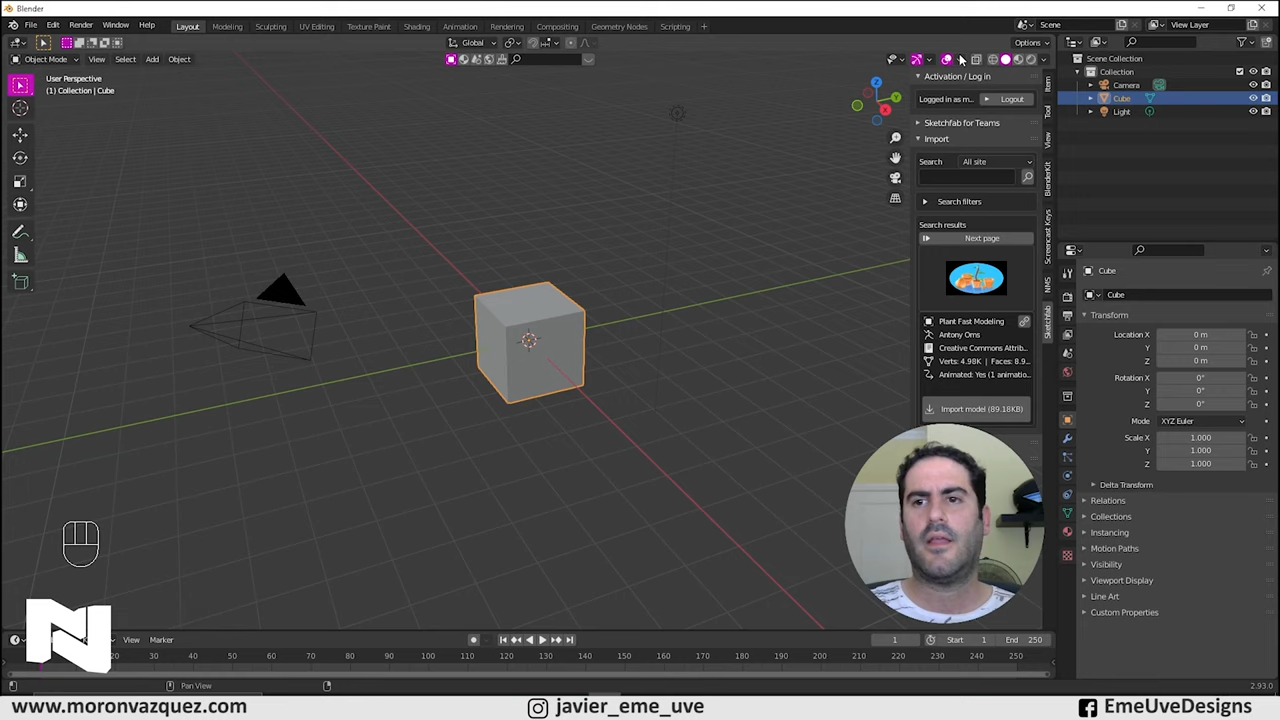 Blender
File Edit Render Window Help Layout Modeling Sculpting UV Editing Texture Paint Shading Animation Rendering Compositing Geometry Nodes Scripting + Scene View Layer
Global Options
Object Mode View Select Add Object
User Perspective
(1) Collection | Cube
Z
Y
X
Activation / Log in
Logged in as m... Logout
Sketchfab for Teams
Import
Search All site
Search filters
Search results
Next page
Plant Fast Modeling
Antony Oms
Creative Commons Attrib...
Verts: 4.98K | Faces: 8.9...
Animated: Yes (1 animatio...
Import model (89.18KB)
Item
Tool
View
BlenderKit
Screencast Keys
NMS
Sketchfab
Scene Collection
Collection
Camera
Cube
Light
Cube
Cube
Transform
Location X 0 m
Y 0 m
Z 0 m
Rotation X 0°
Y 0°
Z 0°
Mode XYZ Euler
Scale X 1.000
Y 1.000
Z 1.000
Delta Transform
Relations
Collections
Instancing
Motion Paths
Visibility
Viewport Display
Line Art
Custom Properties
N
View Marker 1 Start 1 End 250
20 30 40 50 60 70 80 90 100 110 120 130 140 150 160 170 180 190 200 210 220 230 240 250
Pan View 2.93.0
www.moronvazquez.com javier_eme_uve EmeUveDesigns